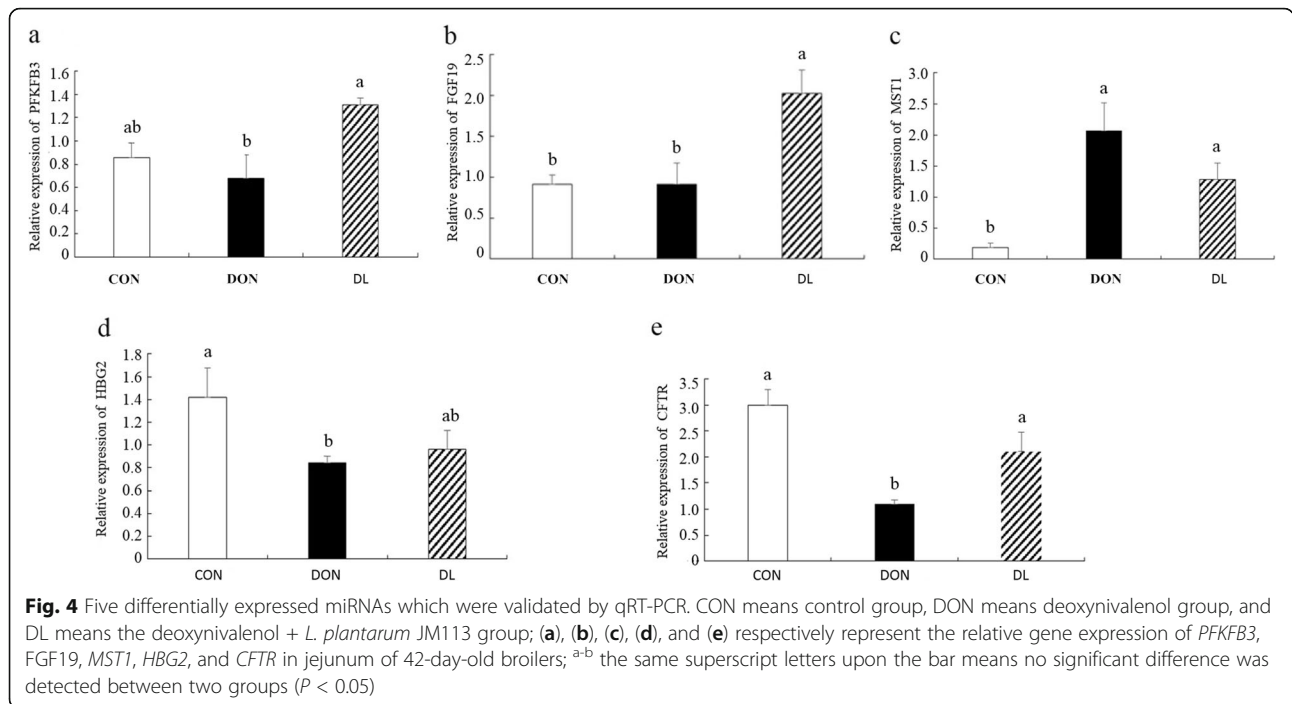 a
b
c
Relative expression of PFKFB3
1.6
1.4
1.2
1.0
0.8
0.6
0.4
0.2
0
ab
b
a
CON DON DL
Relative expression of FGF19
2.5
2.0
1.5
1.0
0.5
0
b
b
a
CON DON DL
Relative expression of MST1
3.0
2.5
2.0
1.5
1.0
0.5
0
b
a
a
CON DON DL
d
e
Relative expression of HBG2
1.8
1.6
1.4
1.2
1.0
0.8
0.6
0.4
0.2
0
a
b
ab
CON DON DL
Relative expression of CFTR
3.5
3.0
2.5
2.0
1.5
1.0
0.5
0
a
b
a
CON DON DL
Fig. 4 Five differentially expressed miRNAs which were validated by qRT-PCR. CON means control group, DON means deoxynivalenol group, and
DL means the deoxynivalenol + L. plantarum JM113 group; (a), (b), (c), (d), and (e) respectively represent the relative gene expression of PFKFB3,
FGF19, MST1, HBG2, and CFTR in jejunum of 42-day-old broilers; a-b the same superscript letters upon the bar means no significant difference was
detected between two groups (P < 0.05)